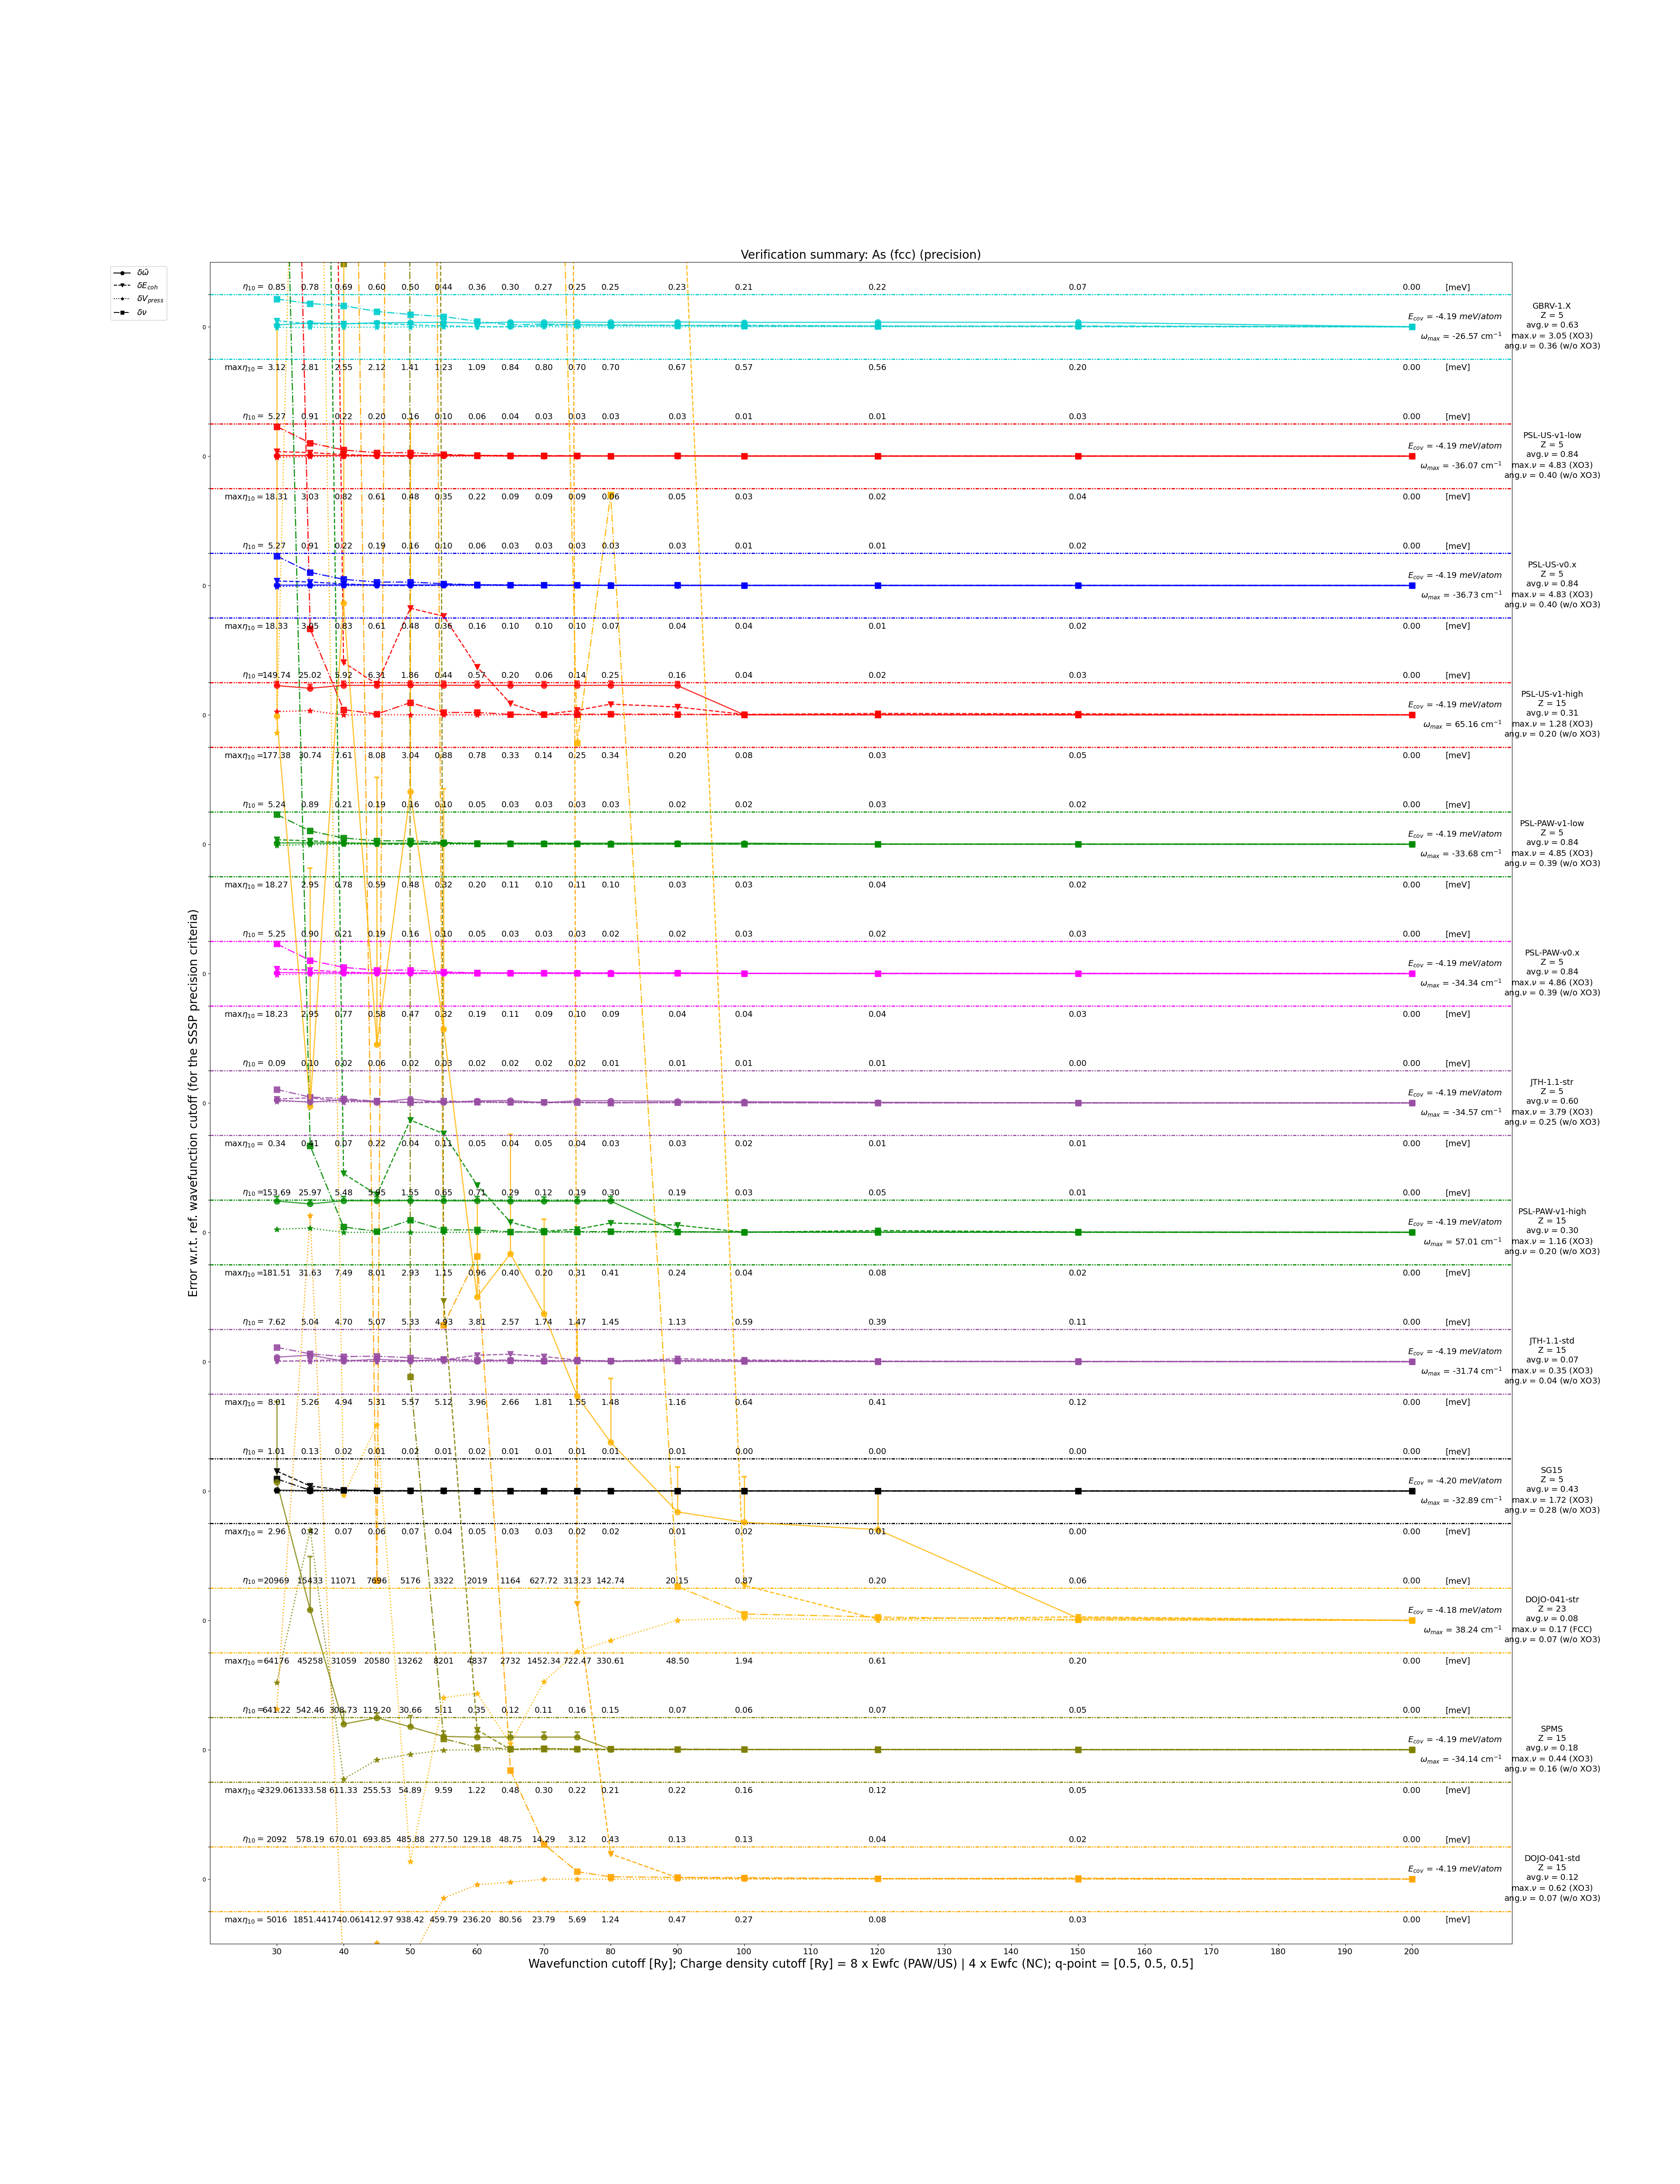 Verification summary: As (fcc) (precision)
δω̄
δE_coh
δV_press
δν
η₁₀ = 0.85 0.78 0.69 0.60 0.50 0.44 0.36 0.30 0.27 0.25 0.25 0.23 0.21 0.22 0.07 0.00 [meV]
GBRV-1.X
Z = 5
avg.ν = 0.63
max.ν = 3.05 (XO3)
ang.ν = 0.36 (w/o XO3)
0
E_cov = -4.19 meV/atom
ω_max = -26.57 cm⁻¹
maxη₁₀ = 3.12 2.81 2.55 2.12 1.41 1.23 1.09 0.84 0.80 0.70 0.70 0.67 0.57 0.56 0.20 0.00 [meV]
η₁₀ = 5.27 0.91 0.22 0.20 0.16 0.10 0.06 0.04 0.03 0.03 0.03 0.03 0.01 0.01 0.03 0.00 [meV]
PSL-US-v1-low
Z = 5
avg.ν = 0.84
max.ν = 4.83 (XO3)
ang.ν = 0.40 (w/o XO3)
0
E_cov = -4.19 meV/atom
ω_max = -36.07 cm⁻¹
maxη₁₀ = 18.31 3.03 0.82 0.61 0.48 0.35 0.22 0.09 0.09 0.09 0.06 0.05 0.03 0.02 0.04 0.00 [meV]
η₁₀ = 5.27 0.91 0.22 0.19 0.16 0.10 0.06 0.03 0.03 0.03 0.03 0.03 0.01 0.01 0.02 0.00 [meV]
PSL-US-v0.x
Z = 5
avg.ν = 0.84
max.ν = 4.83 (XO3)
ang.ν = 0.40 (w/o XO3)
0
E_cov = -4.19 meV/atom
ω_max = -36.73 cm⁻¹
maxη₁₀ = 18.33 3.05 0.83 0.61 0.48 0.36 0.16 0.10 0.10 0.10 0.07 0.04 0.04 0.01 0.02 0.00 [meV]
η₁₀ = 149.74 25.02 5.92 6.31 1.86 0.44 0.57 0.20 0.06 0.14 0.25 0.16 0.04 0.02 0.03 0.00 [meV]
PSL-US-v1-high
Z = 15
avg.ν = 0.31
max.ν = 1.28 (XO3)
ang.ν = 0.20 (w/o XO3)
0
E_cov = -4.19 meV/atom
ω_max = 65.16 cm⁻¹
maxη₁₀ = 177.38 30.74 7.61 8.08 3.04 0.88 0.78 0.33 0.14 0.25 0.34 0.20 0.08 0.03 0.05 0.00 [meV]
η₁₀ = 5.24 0.89 0.21 0.19 0.16 0.10 0.05 0.03 0.03 0.03 0.03 0.02 0.02 0.03 0.02 0.00 [meV]
PSL-PAW-v1-low
Z = 5
avg.ν = 0.84
max.ν = 4.85 (XO3)
ang.ν = 0.39 (w/o XO3)
0
E_cov = -4.19 meV/atom
ω_max = -33.68 cm⁻¹
maxη₁₀ = 18.27 2.95 0.78 0.59 0.48 0.32 0.20 0.11 0.10 0.11 0.10 0.03 0.03 0.04 0.02 0.00 [meV]
η₁₀ = 5.25 0.90 0.21 0.19 0.16 0.10 0.05 0.03 0.03 0.03 0.02 0.02 0.03 0.02 0.03 0.00 [meV]
PSL-PAW-v0.x
Z = 5
avg.ν = 0.84
max.ν = 4.86 (XO3)
ang.ν = 0.39 (w/o XO3)
0
E_cov = -4.19 meV/atom
ω_max = -34.34 cm⁻¹
maxη₁₀ = 18.23 2.95 0.77 0.58 0.47 0.32 0.19 0.11 0.09 0.10 0.09 0.04 0.04 0.04 0.03 0.00 [meV]
η₁₀ = 0.09 0.10 0.02 0.06 0.02 0.03 0.02 0.02 0.02 0.02 0.01 0.01 0.01 0.01 0.00 0.00 [meV]
JTH-1.1-str
Z = 5
avg.ν = 0.60
max.ν = 3.79 (XO3)
ang.ν = 0.25 (w/o XO3)
0
E_cov = -4.19 meV/atom
ω_max = -34.57 cm⁻¹
maxη₁₀ = 0.34 0.41 0.07 0.22 0.04 0.11 0.05 0.04 0.05 0.04 0.03 0.03 0.02 0.01 0.01 0.00 [meV]
η₁₀ = 153.69 25.97 5.48 5.95 1.55 0.65 0.71 0.29 0.12 0.19 0.30 0.19 0.03 0.05 0.01 0.00 [meV]
PSL-PAW-v1-high
Z = 15
avg.ν = 0.30
max.ν = 1.16 (XO3)
ang.ν = 0.20 (w/o XO3)
0
E_cov = -4.19 meV/atom
ω_max = 57.01 cm⁻¹
maxη₁₀ = 181.51 31.63 7.49 8.01 2.93 1.15 0.96 0.40 0.20 0.31 0.41 0.24 0.04 0.08 0.02 0.00 [meV]
η₁₀ = 7.62 5.04 4.70 5.07 5.33 4.93 3.81 2.57 1.74 1.47 1.45 1.13 0.59 0.39 0.11 0.00 [meV]
JTH-1.1-std
Z = 15
avg.ν = 0.07
max.ν = 0.35 (XO3)
ang.ν = 0.04 (w/o XO3)
0
E_cov = -4.19 meV/atom
ω_max = -31.74 cm⁻¹
maxη₁₀ = 8.01 5.26 4.94 5.31 5.57 5.12 3.96 2.66 1.81 1.55 1.48 1.16 0.64 0.41 0.12 0.00 [meV]
η₁₀ = 1.01 0.13 0.02 0.01 0.02 0.01 0.02 0.01 0.01 0.01 0.01 0.01 0.00 0.00 0.00 0.00 [meV]
SG15
Z = 5
avg.ν = 0.43
max.ν = 1.72 (XO3)
ang.ν = 0.28 (w/o XO3)
0
E_cov = -4.20 meV/atom
ω_max = -32.89 cm⁻¹
maxη₁₀ = 2.96 0.42 0.07 0.06 0.07 0.04 0.05 0.03 0.03 0.02 0.02 0.01 0.02 0.01 0.00 0.00 [meV]
η₁₀ = 20969 15433 11071 7696 5176 3322 2019 1164 627.72 313.23 142.74 20.15 0.87 0.20 0.06 0.00 [meV]
DOJO-041-str
Z = 23
avg.ν = 0.08
max.ν = 0.17 (FCC)
ang.ν = 0.07 (w/o XO3)
0
E_cov = -4.18 meV/atom
ω_max = 38.24 cm⁻¹
maxη₁₀ = 64176 45258 31059 20580 13262 8201 4837 2732 1452.34 722.47 330.61 48.50 1.94 0.61 0.20 0.00 [meV]
η₁₀ = 641.22 542.46 308.73 119.20 30.66 5.11 0.35 0.12 0.11 0.16 0.15 0.07 0.06 0.07 0.05 0.00 [meV]
SPMS
Z = 15
avg.ν = 0.18
max.ν = 0.44 (XO3)
ang.ν = 0.16 (w/o XO3)
0
E_cov = -4.19 meV/atom
ω_max = -34.14 cm⁻¹
maxη₁₀ = 2329.06 1333.58 611.33 255.53 54.89 9.59 1.22 0.48 0.30 0.22 0.21 0.22 0.16 0.12 0.05 0.00 [meV]
η₁₀ = 2092 578.19 670.01 693.85 485.88 277.50 129.18 48.75 14.29 3.12 0.43 0.13 0.13 0.04 0.02 0.00 [meV]
DOJO-041-std
Z = 15
avg.ν = 0.12
max.ν = 0.62 (XO3)
ang.ν = 0.07 (w/o XO3)
0
E_cov = -4.19 meV/atom
maxη₁₀ = 5016 1851.44 1740.06 1412.97 938.42 459.79 236.20 80.56 23.79 5.69 1.24 0.47 0.27 0.08 0.03 0.00 [meV]
30 40 50 60 70 80 90 100 110 120 130 140 150 160 170 180 190 200
Wavefunction cutoff [Ry]; Charge density cutoff [Ry] = 8 x Ewfc (PAW/US) | 4 x Ewfc (NC); q-point = [0.5, 0.5, 0.5]
Error w.r.t. ref. wavefunction cutoff (for the SSSP precision criteria)